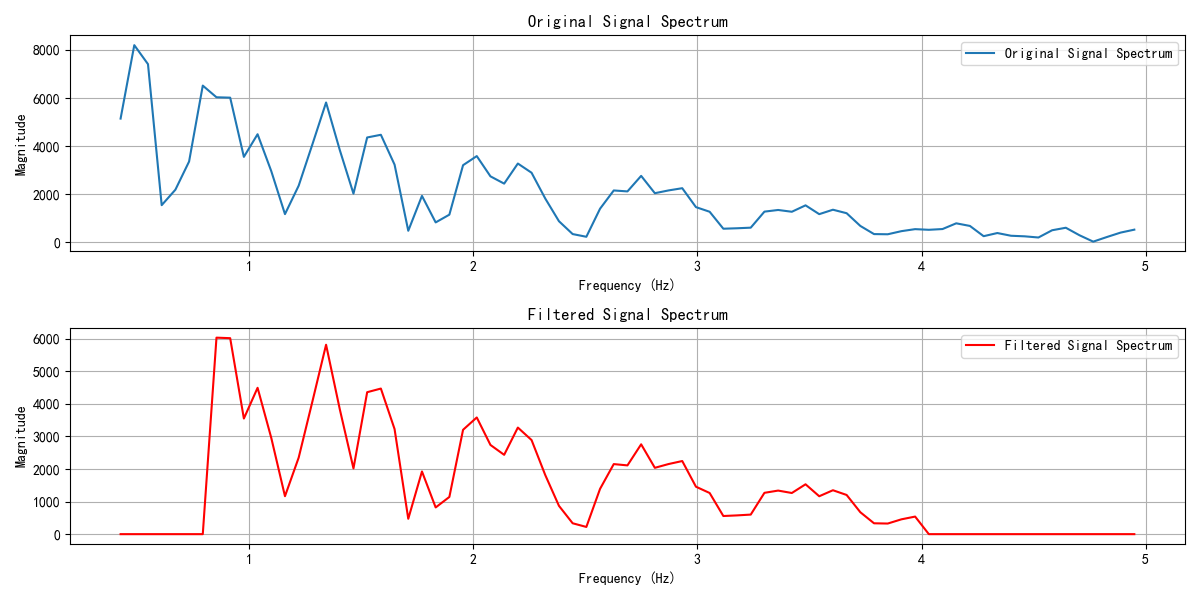 Original Signal Spectrum
Original Signal Spectrum
Magnitude
8000
6000
4000
2000
0
1
2
3
4
5
Frequency (Hz)
Filtered Signal Spectrum
Filtered Signal Spectrum
Magnitude
6000
5000
4000
3000
2000
1000
0
1
2
3
4
5
Frequency (Hz)